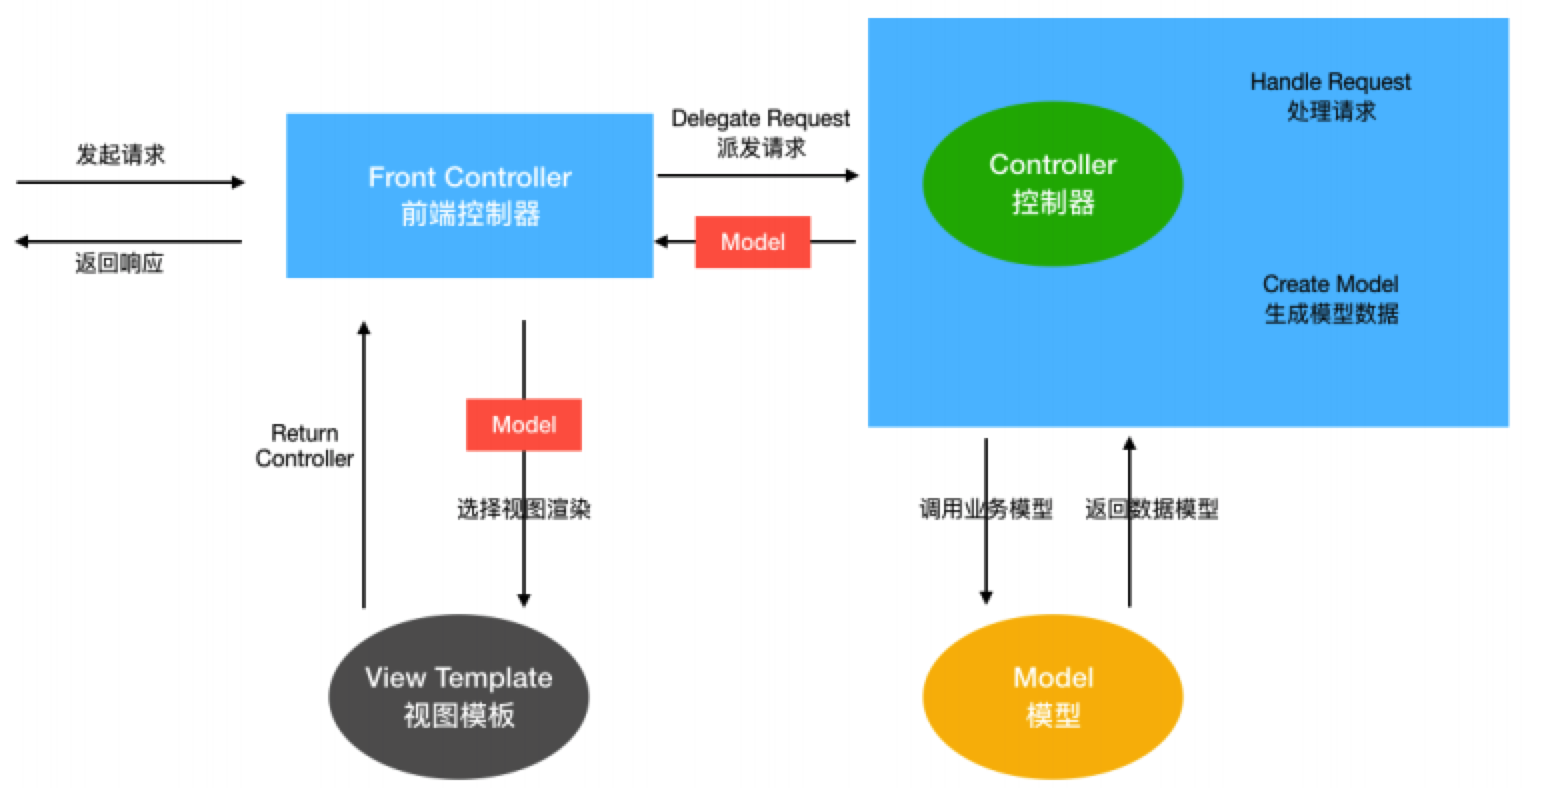 发起请求
返回响应
Front Controller
前端控制器
Delegate Request
派发请求
Model
Controller
控制器
Handle Request
处理请求
Create Model
生成模型数据
Return
Controller
Model
选择视图渲染
调用业务模型
返回数据模型
View Template
视图模板
Model
模型